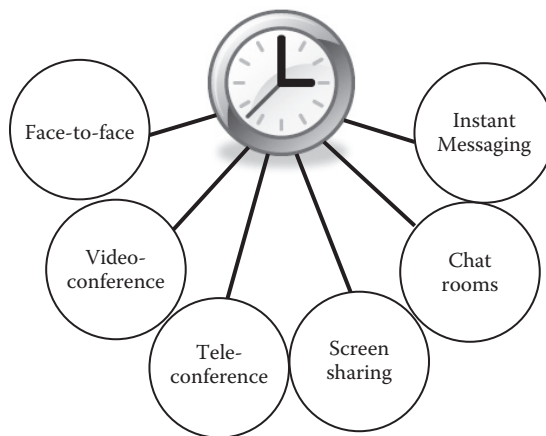 Face-to-face
Video-
conference
Tele-
conference
Screen
sharing
Chat
rooms
Instant
Messaging